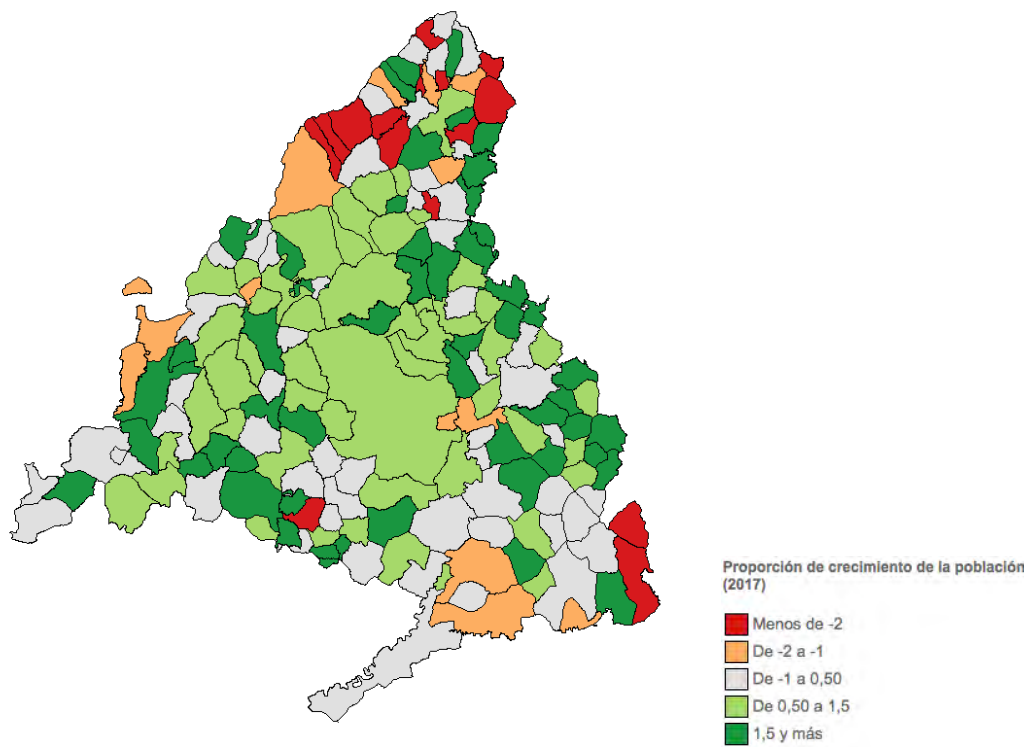 Proporción de crecimiento de la población
(2017)
Menos de -2
De -2 a -1
De -1 a 0,50
De 0,50 a 1,5
1,5 y más